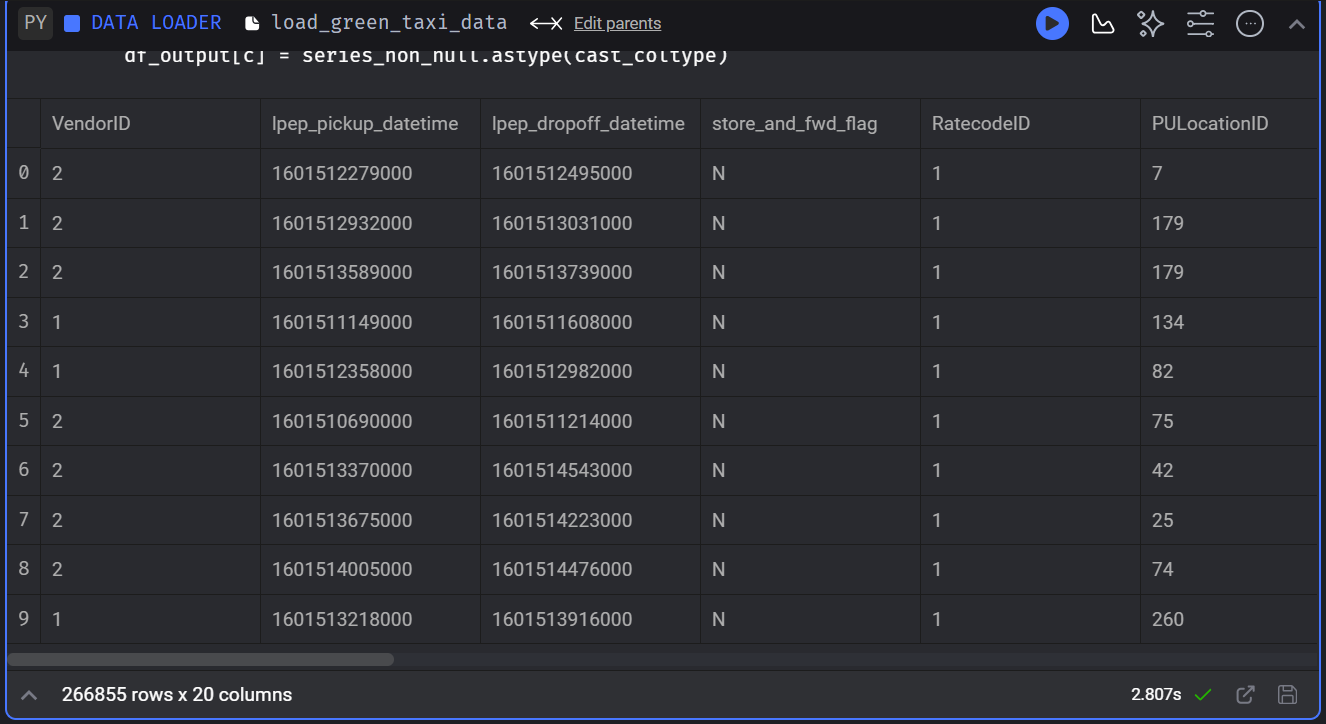 PY DATA LOADER load_green_taxi_data Edit parents
df_output[c] = series_non_null.astype(cast_coltype)
VendorID lpep_pickup_datetime lpep_dropoff_datetime store_and_fwd_flag RatecodeID PULocationID
0 2 1601512279000 1601512495000 N 1 7
1 2 1601512932000 1601513031000 N 1 179
2 2 1601513589000 1601513739000 N 1 179
3 1 1601511149000 1601511608000 N 1 134
4 1 1601512358000 1601512982000 N 1 82
5 2 1601510690000 1601511214000 N 1 75
6 2 1601513370000 1601514543000 N 1 42
7 2 1601513675000 1601514223000 N 1 25
8 2 1601514005000 1601514476000 N 1 74
9 1 1601513218000 1601513916000 N 1 260
266855 rows x 20 columns 2.807s